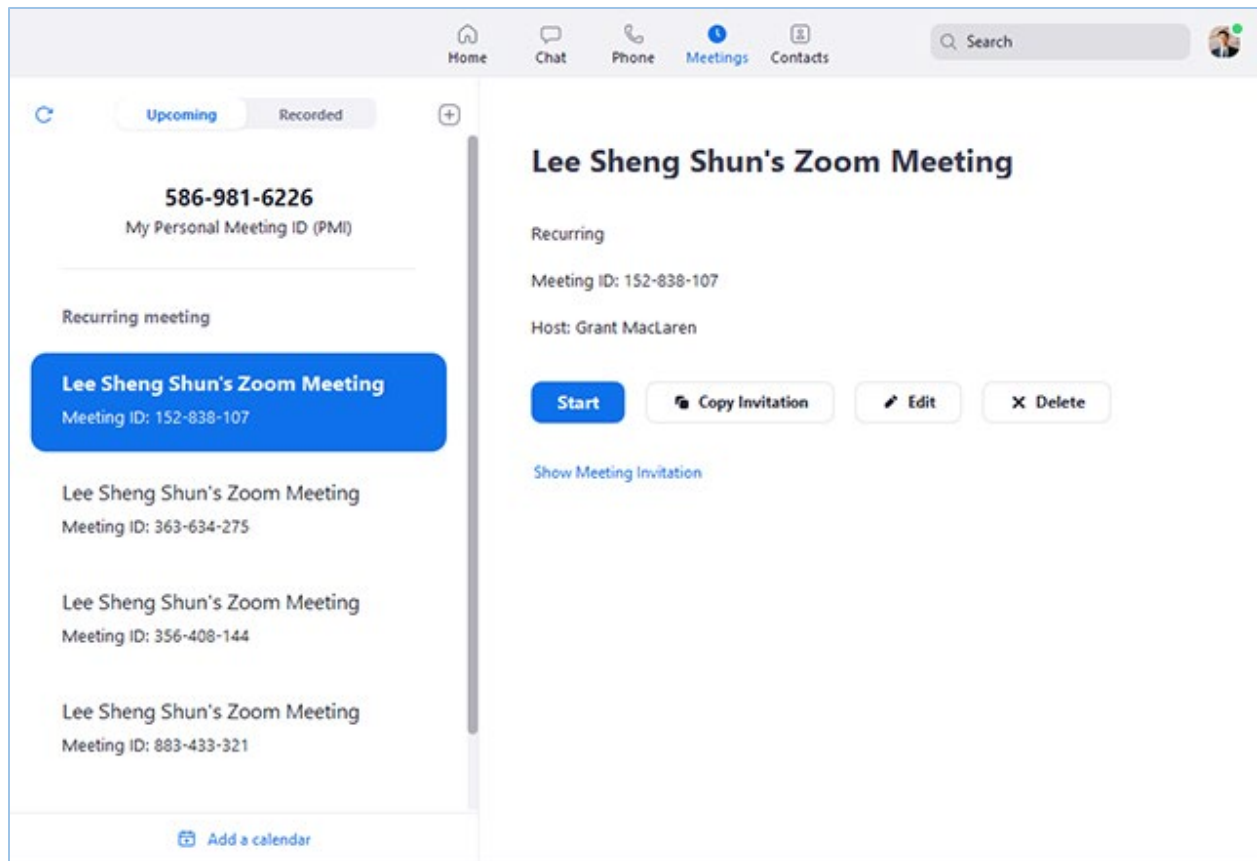 Home Chat Phone Meetings Contacts Search
Upcoming Recorded
586-981-6226
My Personal Meeting ID (PMI)
Recurring meeting
Lee Sheng Shun's Zoom Meeting
Meeting ID: 152-838-107
Lee Sheng Shun's Zoom Meeting
Meeting ID: 363-634-275
Lee Sheng Shun's Zoom Meeting
Meeting ID: 356-408-144
Lee Sheng Shun's Zoom Meeting
Meeting ID: 883-433-321
Add a calendar
Lee Sheng Shun's Zoom Meeting
Recurring
Meeting ID: 152-838-107
Host: Grant MacLaren
Start Copy Invitation Edit Delete
Show Meeting Invitation